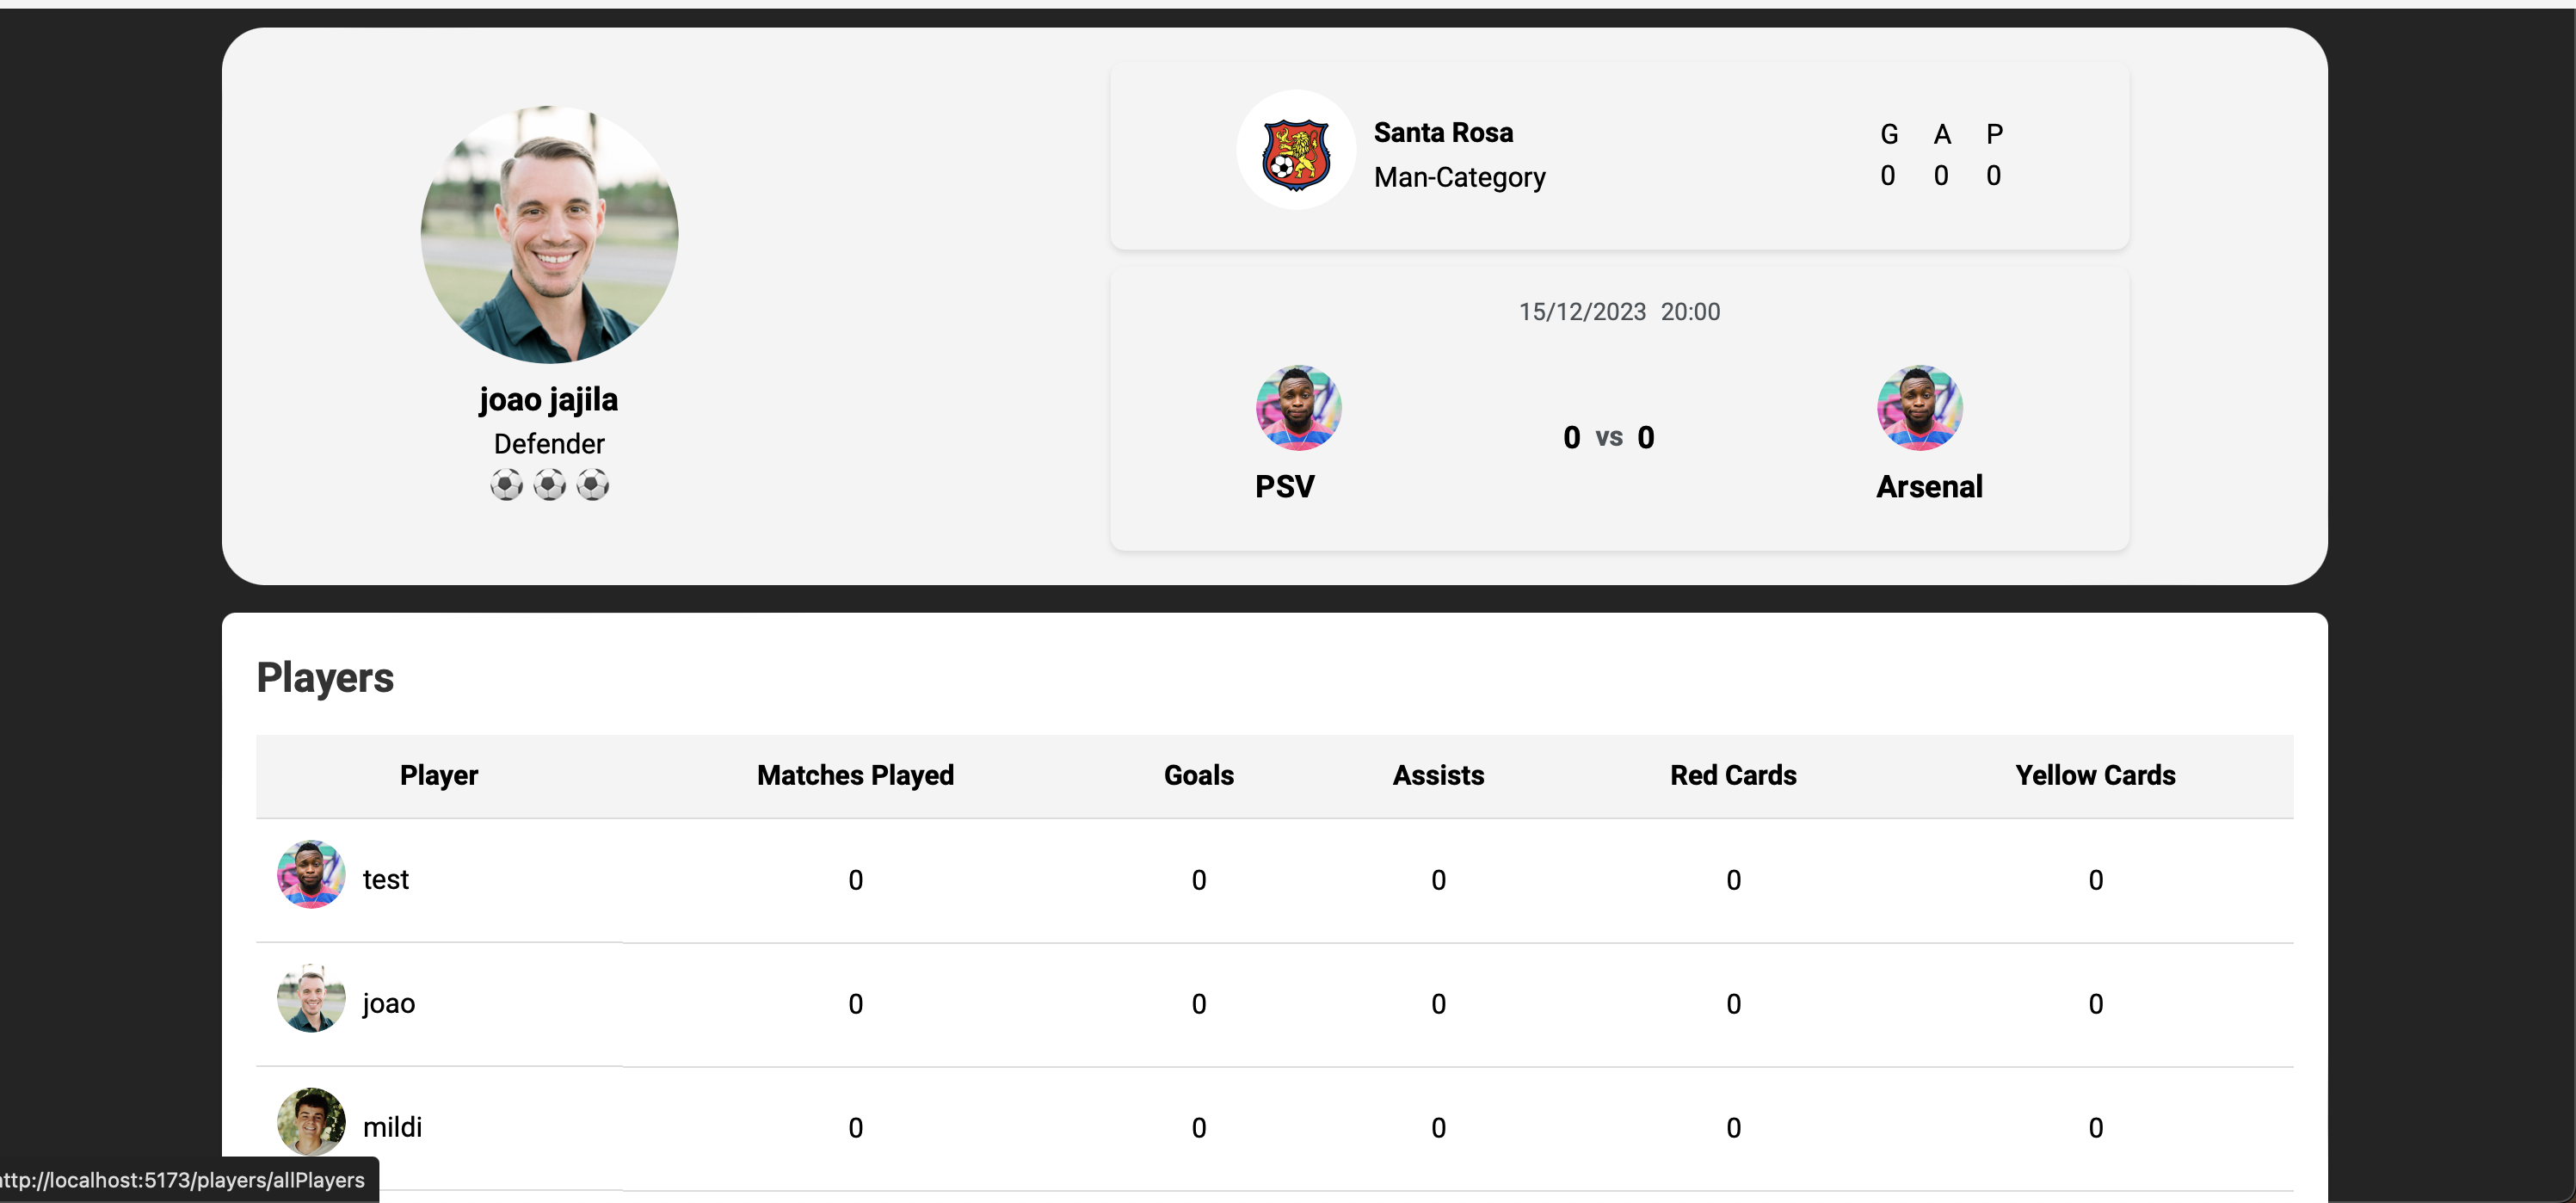 joao jajila
Defender
Santa Rosa
Man-Category
G A P
0 0 0
15/12/2023 20:00
0 vs 0
PSV
Arsenal
Players
Player Matches Played Goals Assists Red Cards Yellow Cards
test 0 0 0 0 0
joao 0 0 0 0 0
mildi 0 0 0 0 0
ttp://localhost:5173/players/allPlayers